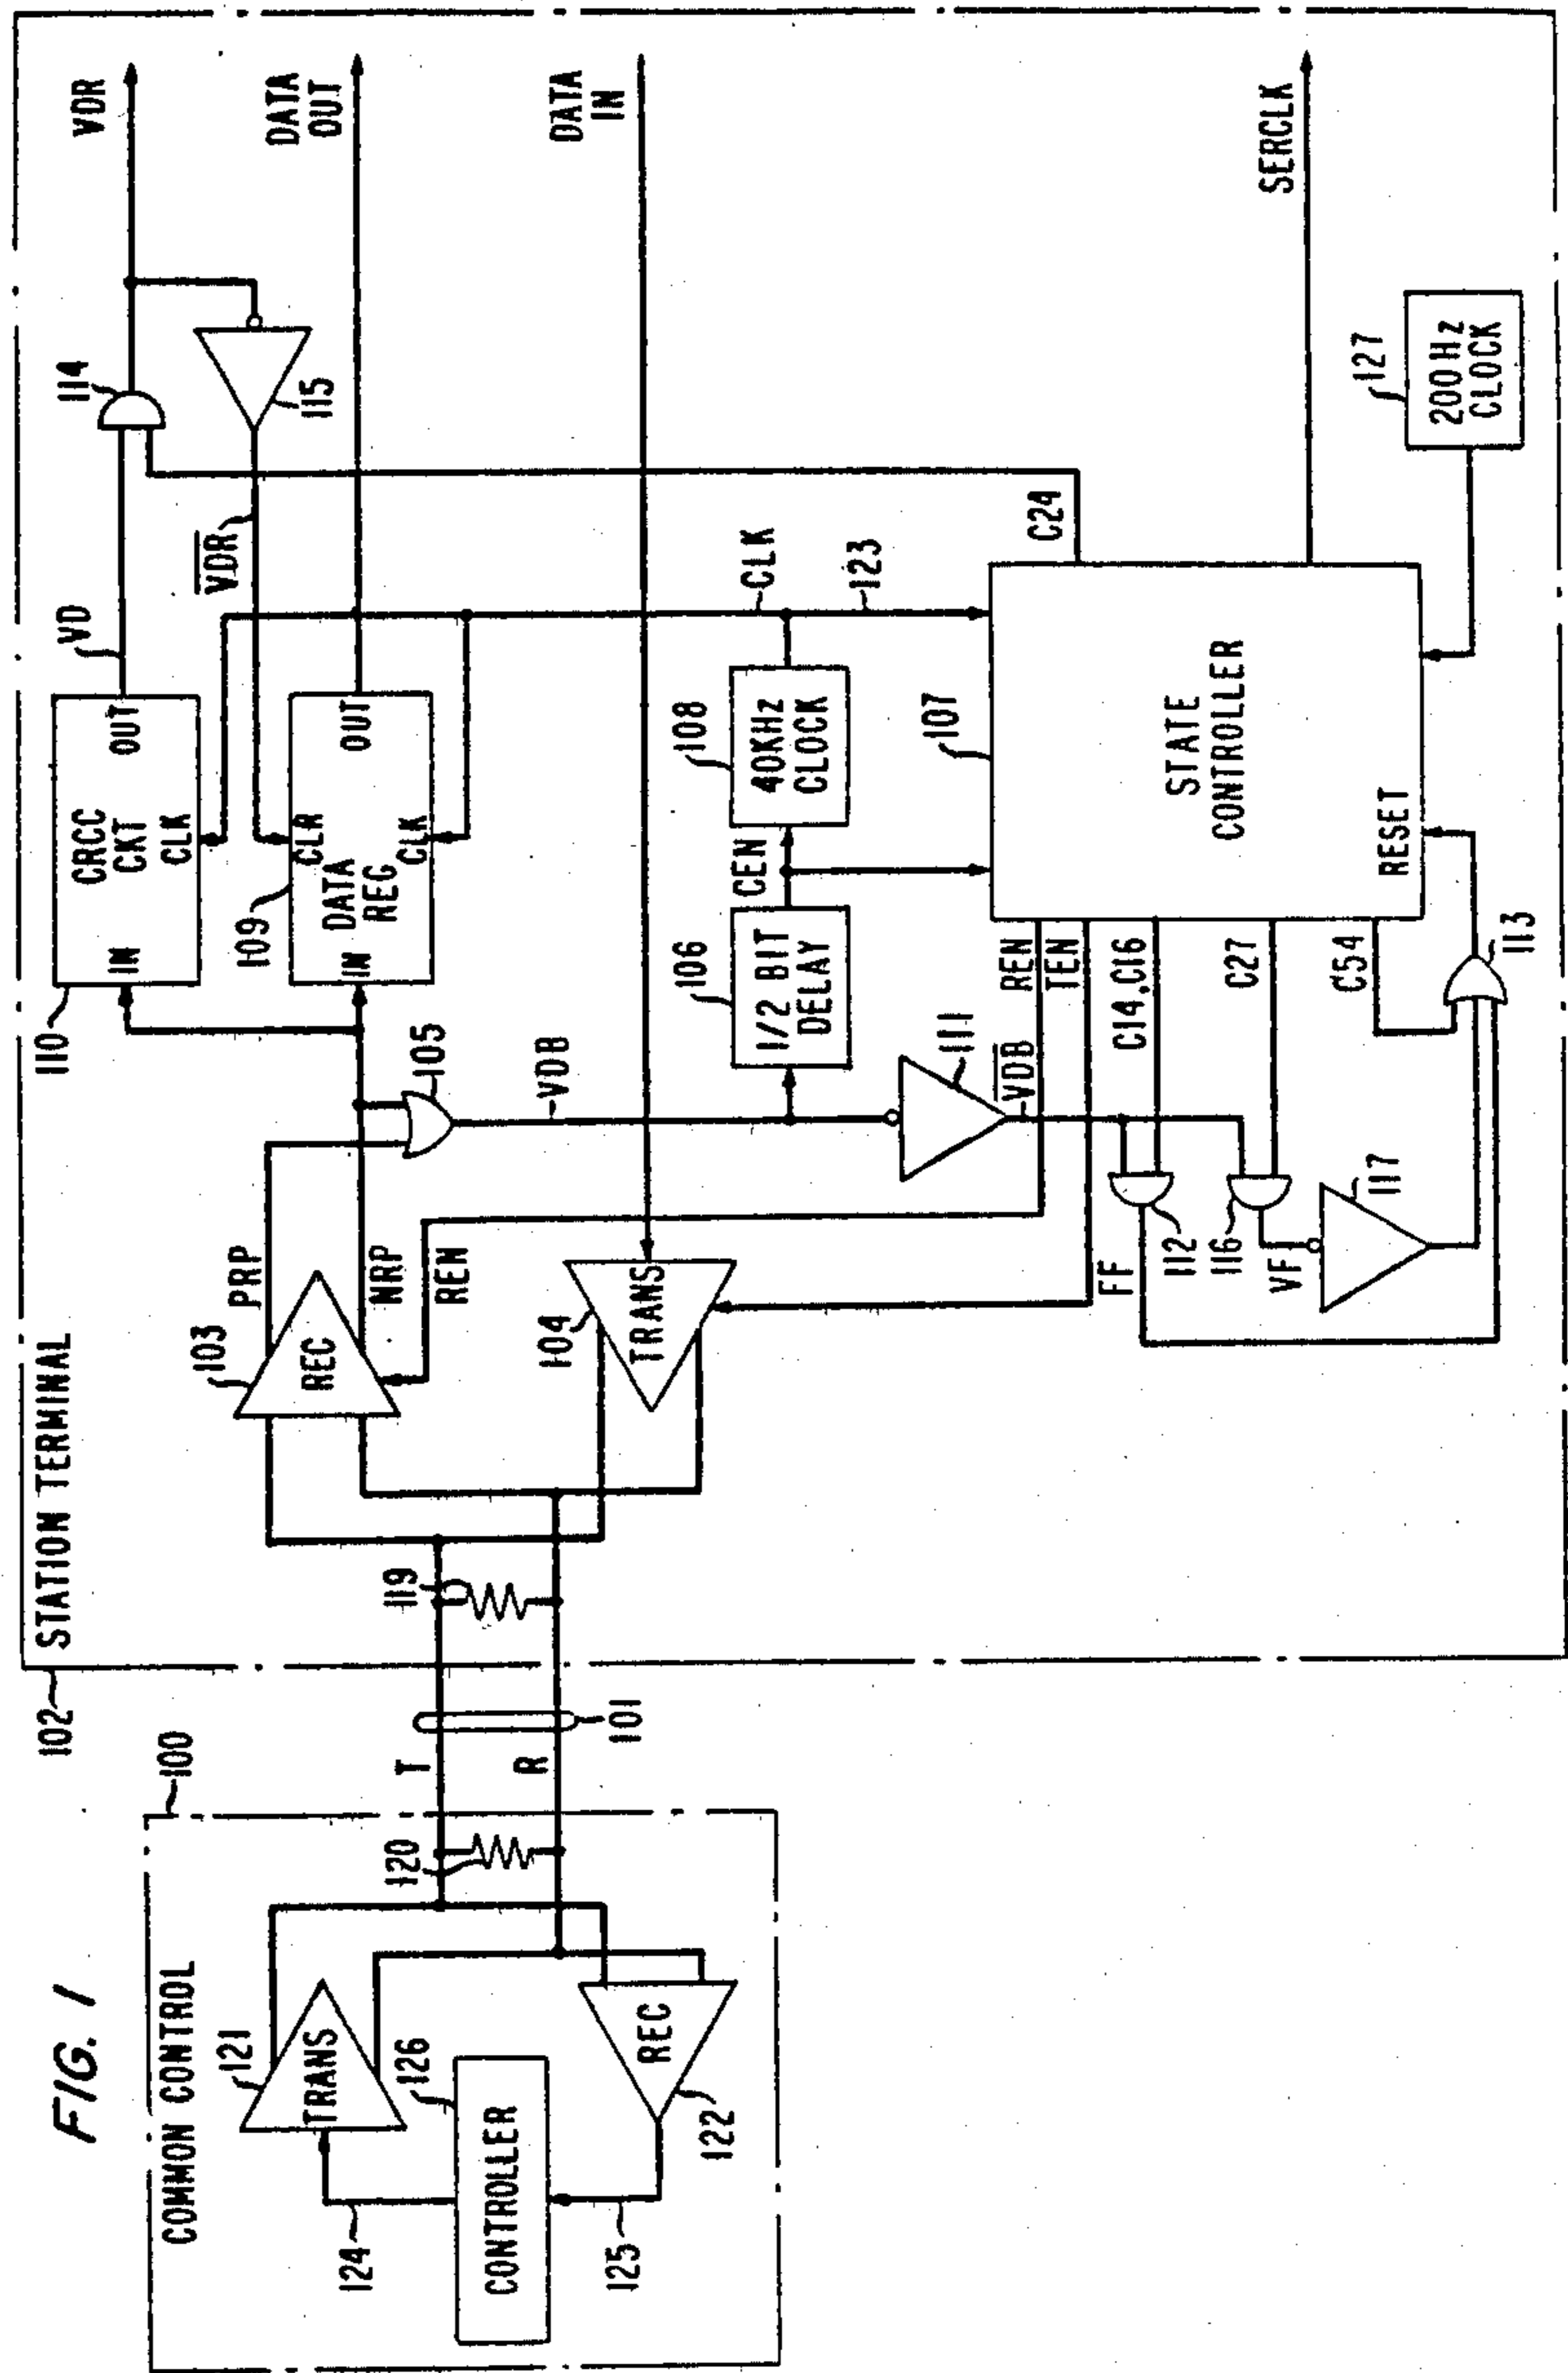 FIG. 1
COMMON CONTROL
100
121
TRANS
124
126
CONTROLLER
125
REC
122
120
T
R
101
102
STATION TERMINAL
119
103
REC
PRP
NRP
REN
104
TRANS
110
IN
CRCC
CKT
CLK
OUT
VD
109
IN
DATA
REG
CLR
CLK
OUT
VDR
114
115
VDR
DATA
OUT
DATA
IN
105
VDB
106
1/2 BIT
DELAY
CEN
108
40KHz
CLOCK
CLK
123
111
VDB
REN
TEN
C14,C16
C27
C54
FF
112
116
VF
117
113
107
STATE
CONTROLLER
RESET
C24
SERCLK
127
200Hz
CLOCK